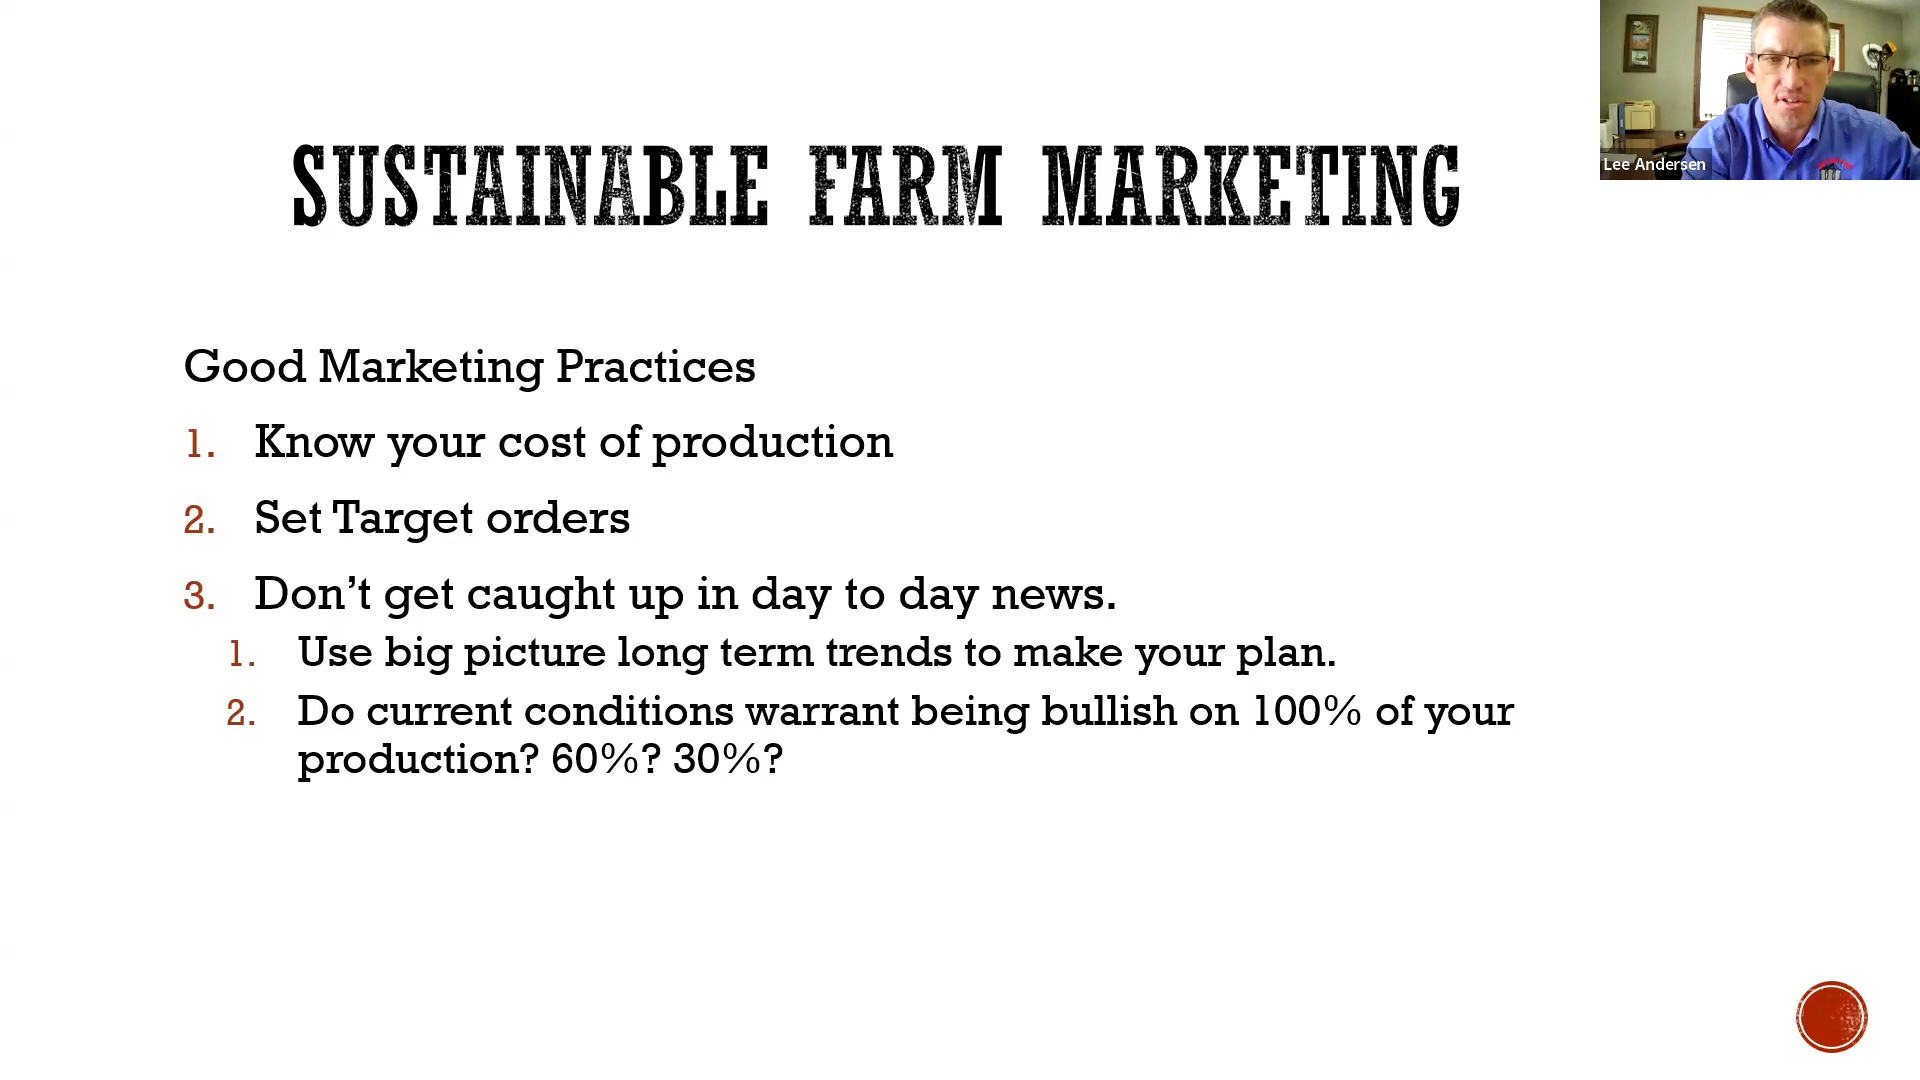 SUSTAINABLE FARM MARKETING
Lee Andersen
Good Marketing Practices
1. Know your cost of production
2. Set Target orders
3. Don’t get caught up in day to day news.
1. Use big picture long term trends to make your plan.
2. Do current conditions warrant being bullish on 100% of your
production? 60%? 30%?